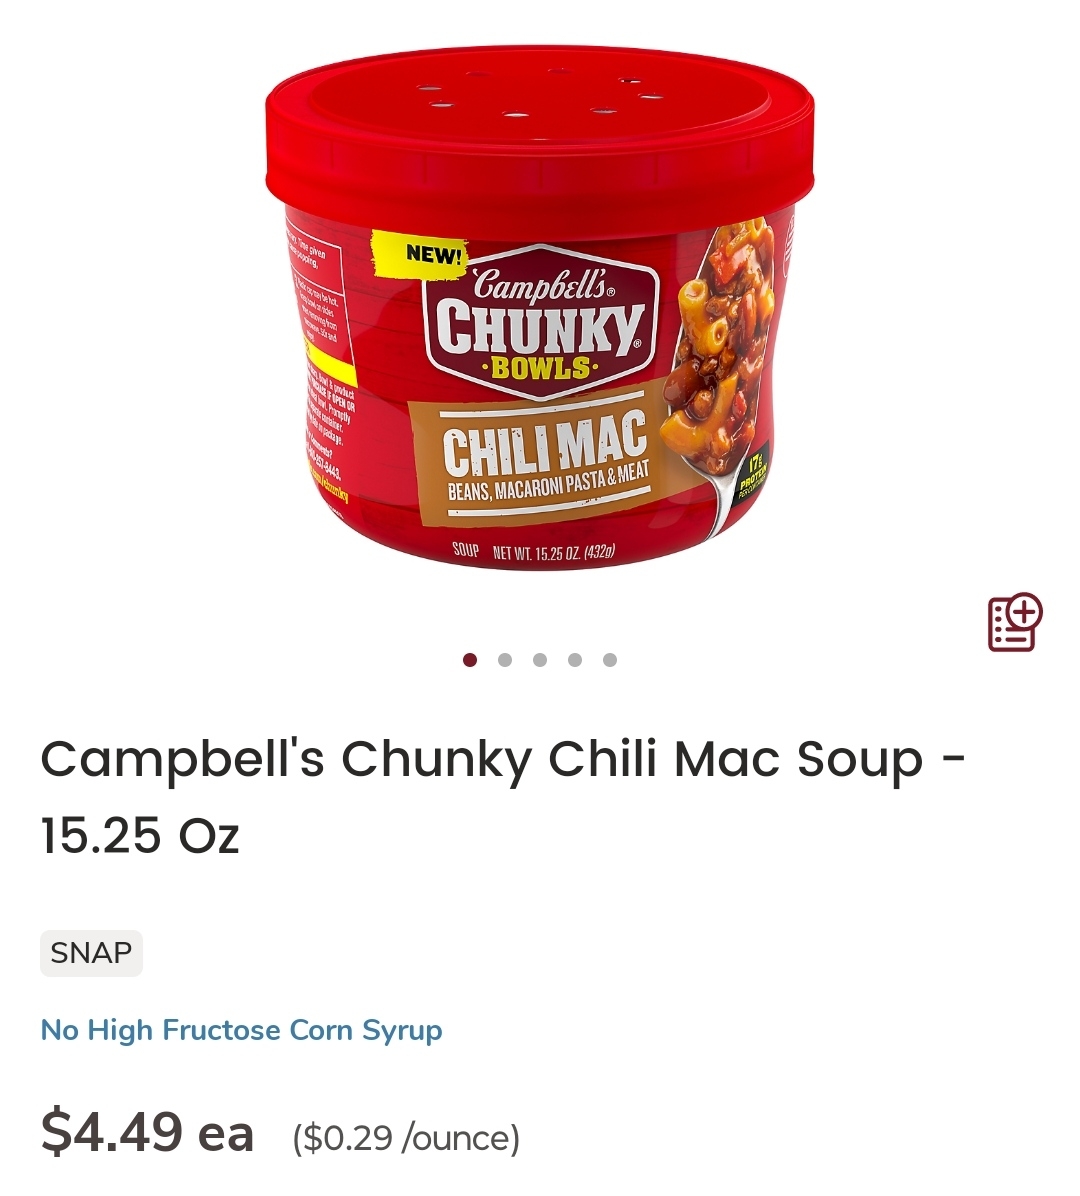 NEW!
Campbell's®
CHUNKY®
·BOWLS·
CHILI MAC
BEANS, MACARONI PASTA & MEAT
SOUP NET WT. 15.25 OZ. (432g)
17g
PROTEIN
Campbell's Chunky Chili Mac Soup -
15.25 Oz
SNAP
No High Fructose Corn Syrup
$4.49 ea ($0.29 /ounce)